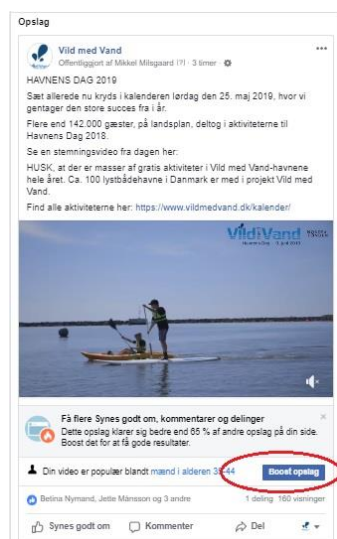 Opslag
Vild med Vand
Offentliggjort af Mikkel Milsgaard [?] · 3 timer ·
HAVNENS DAG 2019
Sæt allerede nu kryds i kalenderen lørdag den 25. maj 2019, hvor vi
gentager den store succes fra i år.
Flere end 142.000 gæster, på landsplan, deltog i aktiviteterne til
Havnens Dag 2018.
Se en stemningsvideo fra dagen her:
HUSK, at der er masser af gratis aktiviteter i Vild med Vand-havnene
hele året. Ca. 100 lystbådehavne i Danmark er med i projekt Vild med
Vand.
Find alle aktiviteterne her: https://www.vildmedvand.dk/kalender/
VildiVand
Få flere Synes godt om, kommentarer og delinger
Dette opslag klarer sig bedre end 65 % af andre opslag på din side.
Boost det for at få gode resultater.
Din video er populær blandt mænd i alderen 35-44
Boost opslag
Betina Nymand, Jette Månsson og 3 andre
1 deling 160 visninger
Synes godt om
Kommenter
Del